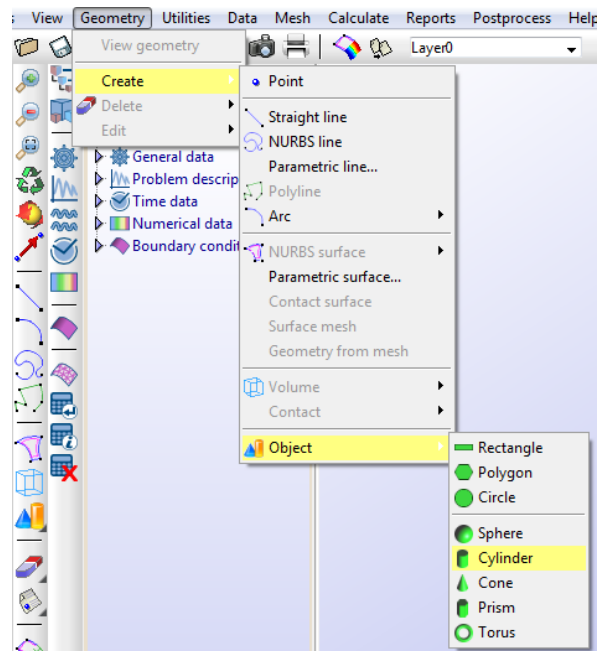 View Geometry Utilities Data Mesh Calculate Reports Postprocess Help
View geometry
Layer0
Create
Delete
Edit
General data
Problem descrip
Time data
Numerical data
Boundary condit
Point
Straight line
NURBS line
Parametric line...
Polyline
Arc
NURBS surface
Parametric surface...
Contact surface
Surface mesh
Geometry from mesh
Volume
Contact
Object
Rectangle
Polygon
Circle
Sphere
Cylinder
Cone
Prism
Torus